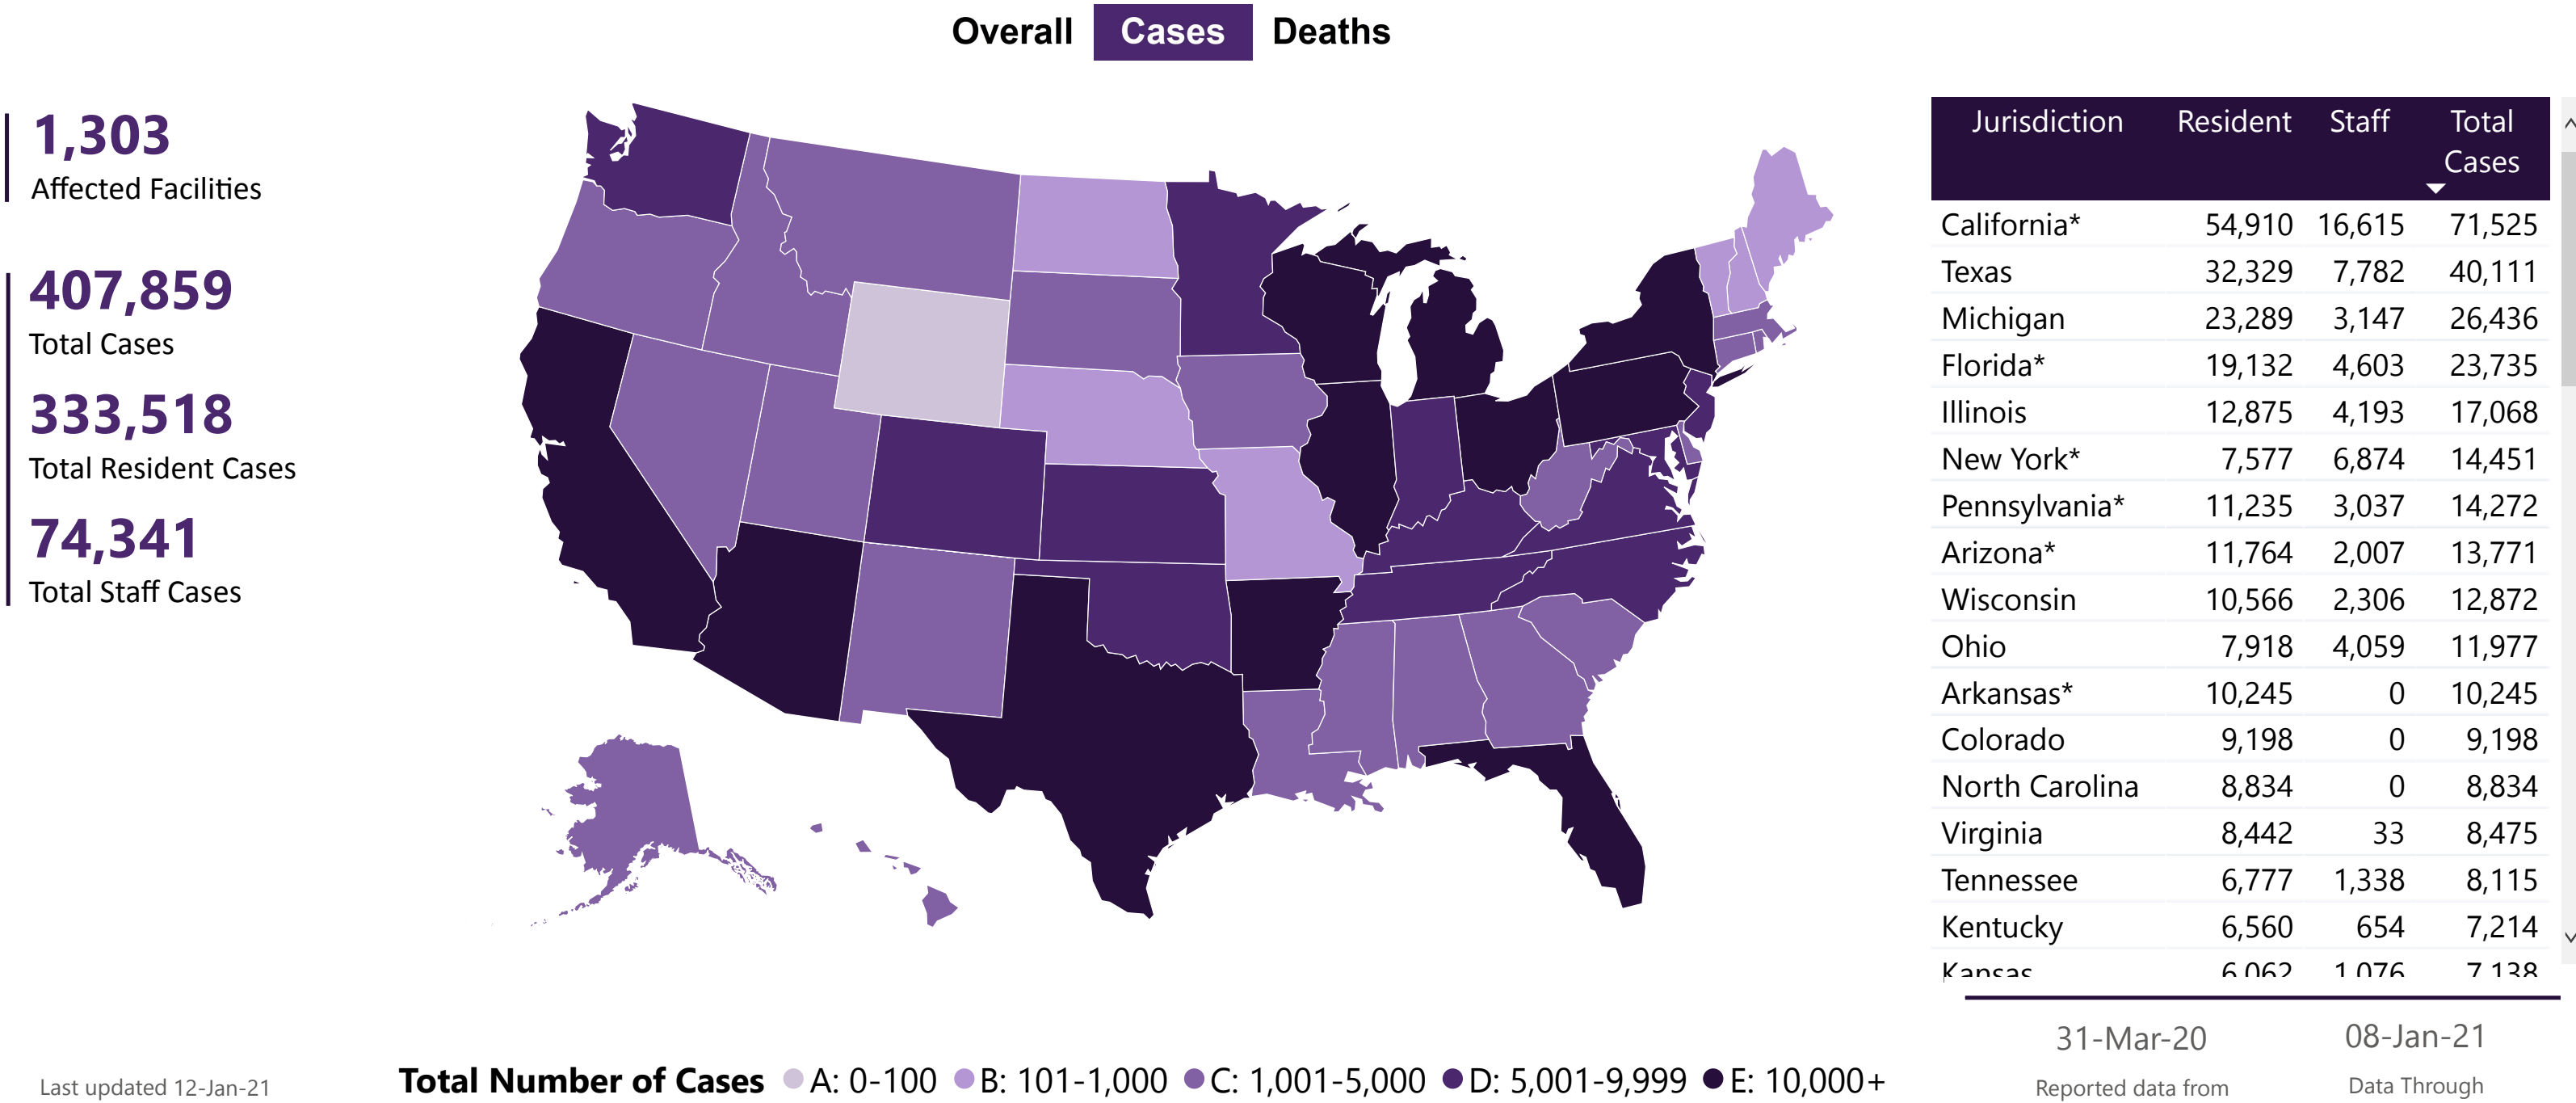 Overall Cases Deaths
1,303
Affected Facilities
407,859
Total Cases
333,518
Total Resident Cases
74,341
Total Staff Cases
Jurisdiction Resident Staff Total
Cases
California* 54,910 16,615 71,525
Texas 32,329 7,782 40,111
Michigan 23,289 3,147 26,436
Florida* 19,132 4,603 23,735
Illinois 12,875 4,193 17,068
New York* 7,577 6,874 14,451
Pennsylvania* 11,235 3,037 14,272
Arizona* 11,764 2,007 13,771
Wisconsin 10,566 2,306 12,872
Ohio 7,918 4,059 11,977
Arkansas* 10,245 0 10,245
Colorado 9,198 0 9,198
North Carolina 8,834 0 8,834
Virginia 8,442 33 8,475
Tennessee 6,777 1,338 8,115
Kentucky 6,560 654 7,214
Kansas 6,062 1,076 7,138
31-Mar-20 08-Jan-21
Reported data from Data Through
Last updated 12-Jan-21
Total Number of Cases A: 0-100 B: 101-1,000 C: 1,001-5,000 D: 5,001-9,999 E: 10,000+